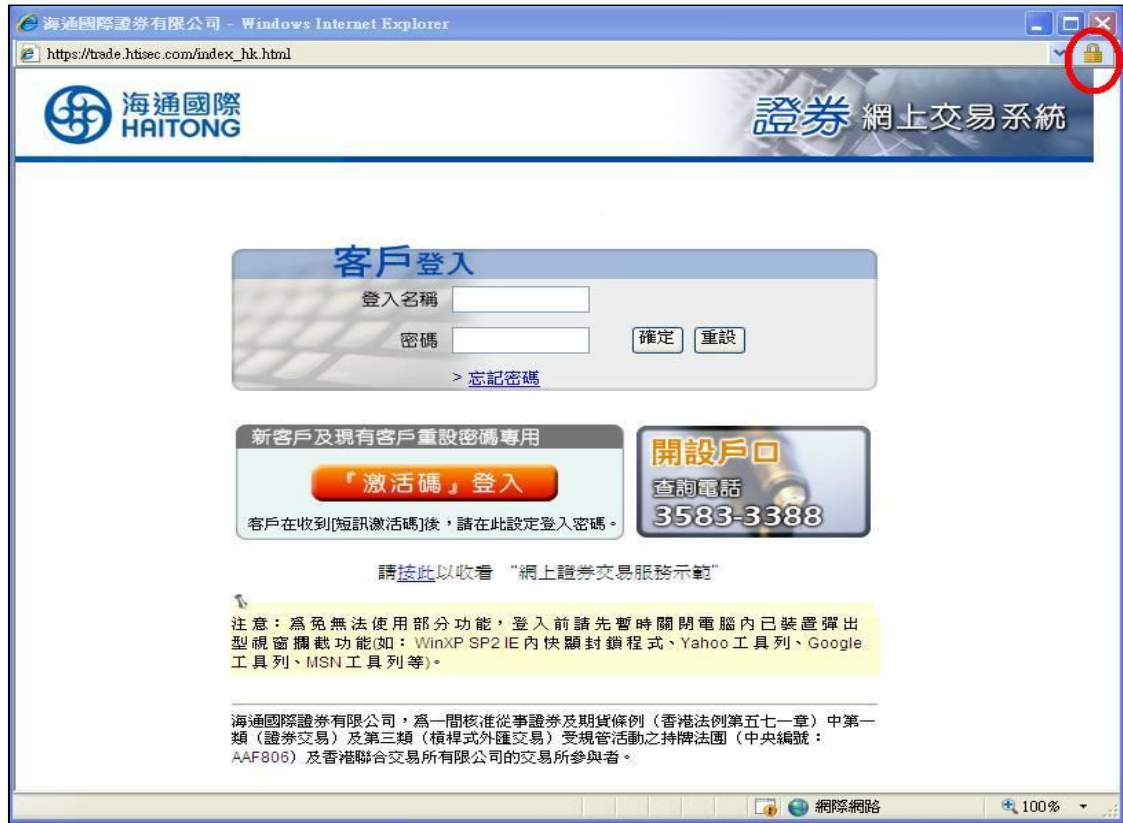 海通國際證券有限公司 - Windows Internet Explorer
https://trade.htisec.com/index_hk.html
海通國際
HAITONG
證券 網上交易系統
客戶登入
登入名稱
密碼
確定 重設
> 忘記密碼
新客戶及現有客戶重設密碼專用
『激活碼』登入
客戶在收到[短訊激活碼]後，請在此設定登入密碼。
開設戶口
查詢電話
3583-3388
請按此以收看 “網上證券交易服務示範”
注意：為免無法使用部分功能，登入前請先暫時關閉電腦內已裝置彈出
型視窗攔截功能(如： WinXP SP2 IE 內快顯封鎖程式、Yahoo 工具列、Google
工具列、MSN 工具列等)。
海通國際證券有限公司，為一間核准從事證券及期貨條例（香港法例第五七一章）中第一
類（證券交易）及第三類（槓桿式外匯交易）受規管活動之持牌法團（中央編號：
AAF806）及香港聯合交易所有限公司的交易所參與者。
網際網路
100%